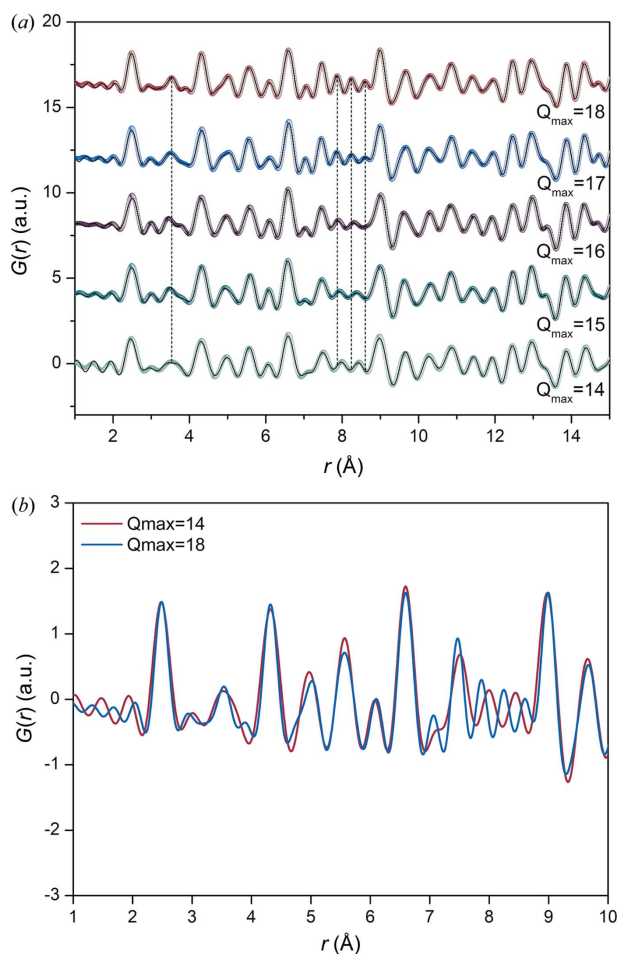 (a)
20
15
10
5
0
G(r) (a.u.)
Qmax=18
Qmax=17
Qmax=16
Qmax=15
Qmax=14
2 4 6 8 10 12 14
r (Å)
(b)
3
2
1
0
-1
-2
-3
G(r) (a.u.)
Qmax=14
Qmax=18
1 2 3 4 5 6 7 8 9 10
r (Å)